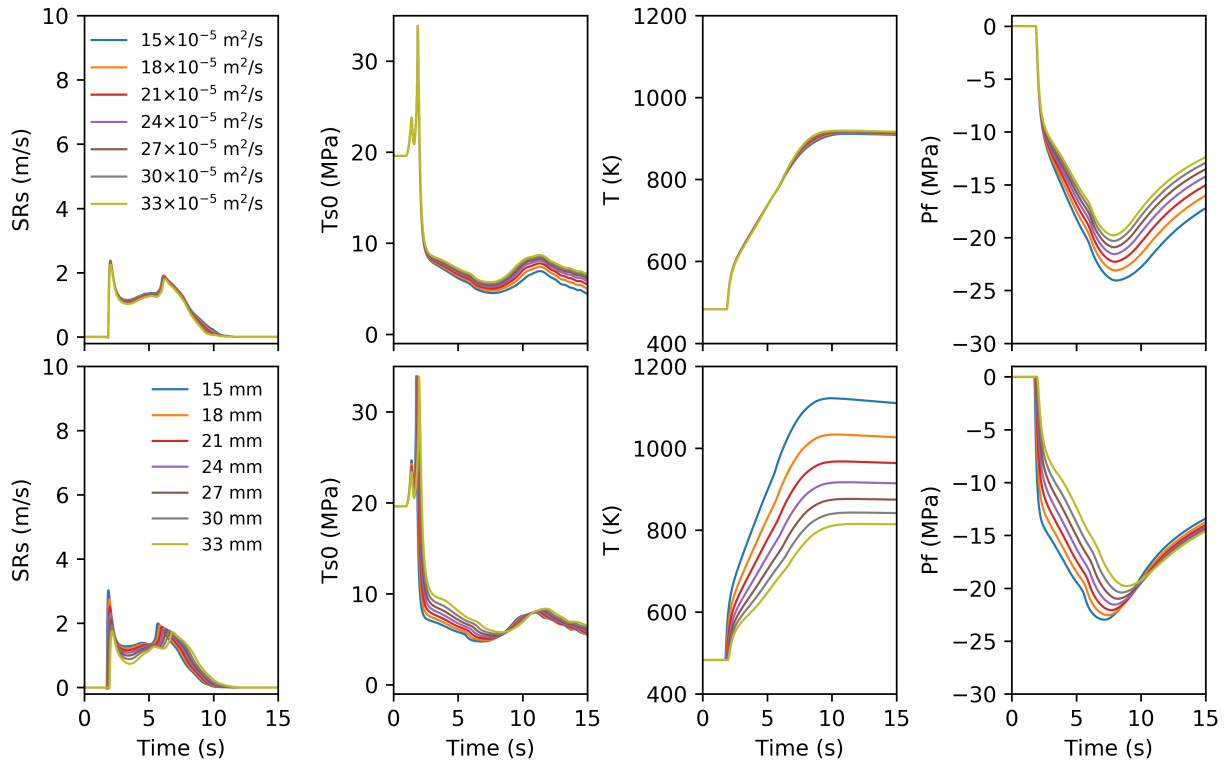 SRs (m/s)
10
8
6
4
2
0
15×10⁻⁵ m²/s
18×10⁻⁵ m²/s
21×10⁻⁵ m²/s
24×10⁻⁵ m²/s
27×10⁻⁵ m²/s
30×10⁻⁵ m²/s
33×10⁻⁵ m²/s
Ts0 (MPa)
30
20
10
0
T (K)
1200
1000
800
600
400
Pf (MPa)
0
−5
−10
−15
−20
−25
−30
SRs (m/s)
10
8
6
4
2
0
15 mm
18 mm
21 mm
24 mm
27 mm
30 mm
33 mm
0 5 10 15
Time (s)
Ts0 (MPa)
30
20
10
0
0 5 10 15
Time (s)
T (K)
1200
1000
800
600
400
0 5 10 15
Time (s)
Pf (MPa)
0
−5
−10
−15
−20
−25
−30
0 5 10 15
Time (s)